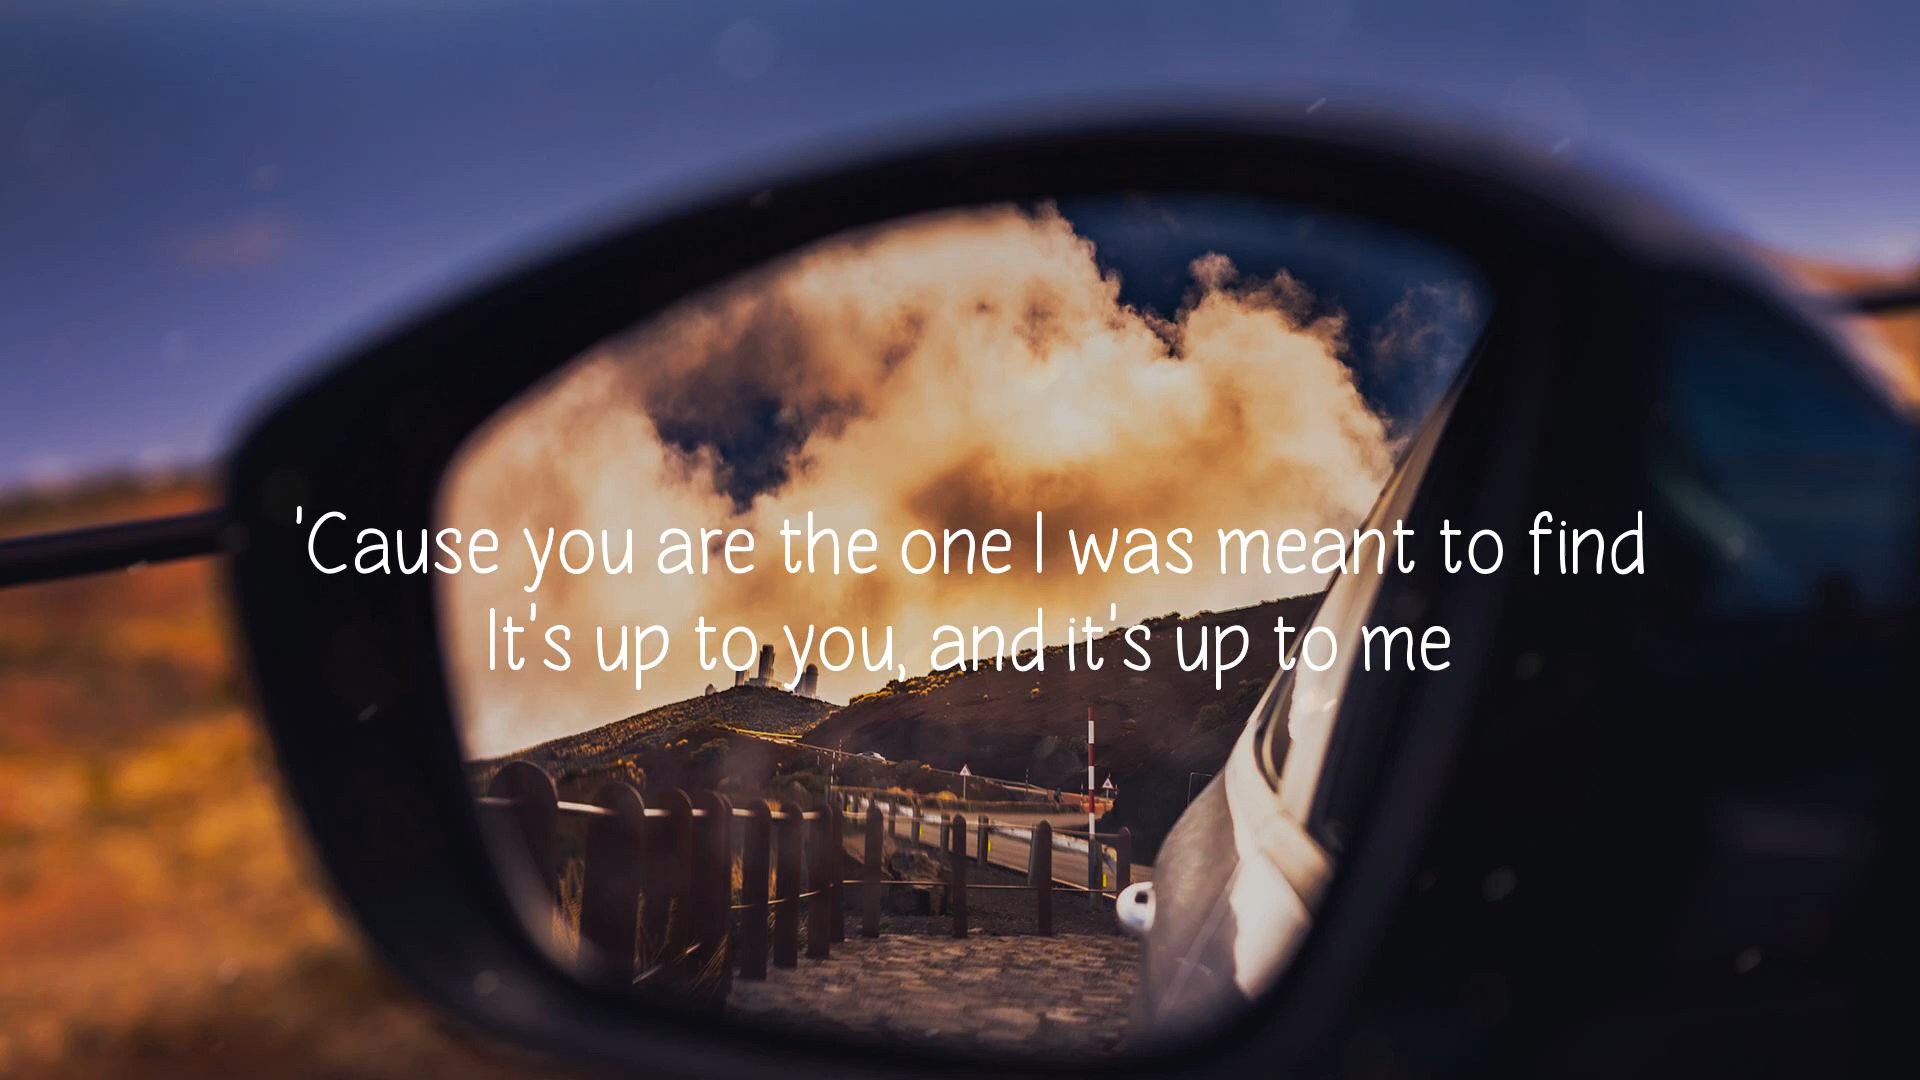 'Cause you are the one I was meant to find
It's up to you, and it's up to me